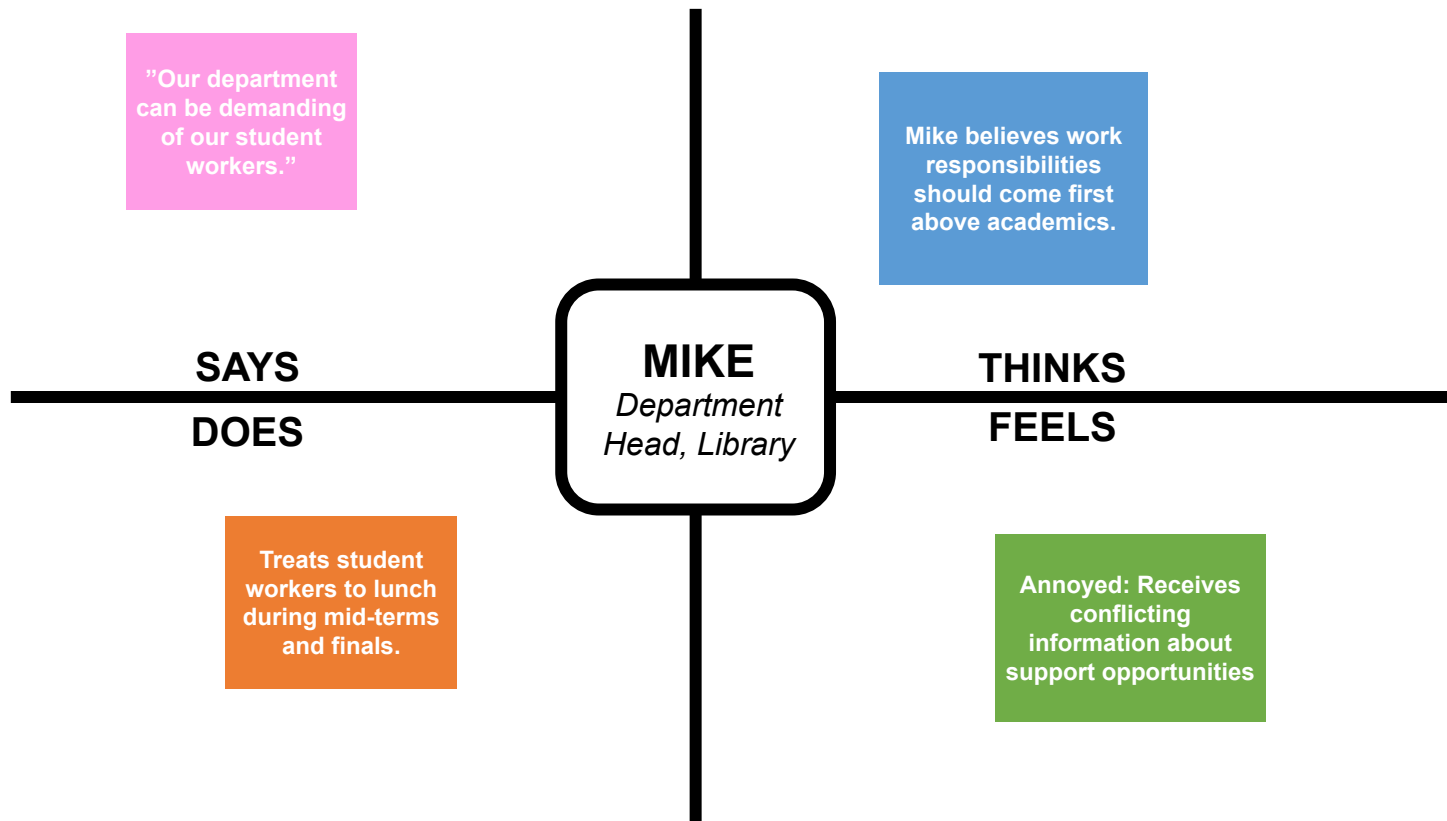 ”Our department
can be demanding
of our student
workers.”
Mike believes work
responsibilities
should come first
above academics.
SAYS
DOES
MIKE
Department
Head, Library
THINKS
FEELS
Treats student
workers to lunch
during mid-terms
and finals.
Annoyed: Receives
conflicting
information about
support opportunities